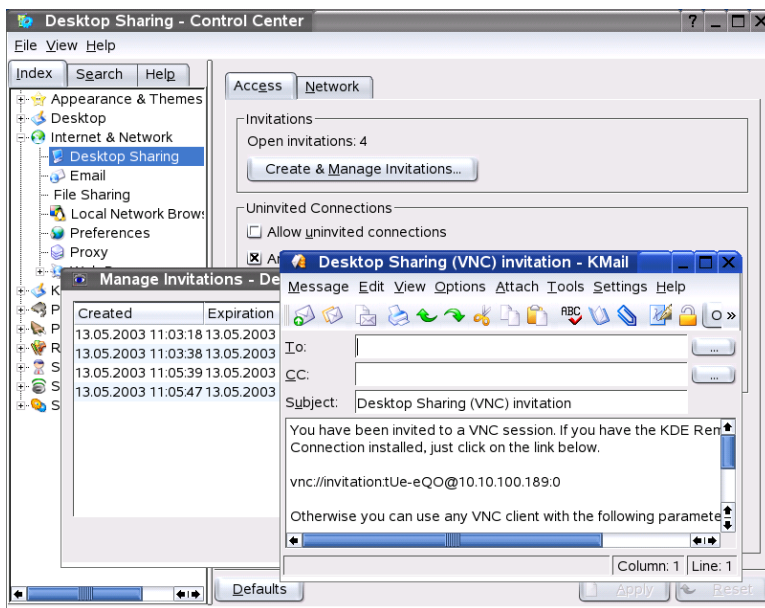 Desktop Sharing - Control Center
File View Help
Index Search Help
Appearance & Themes
Desktop
Internet & Network
Desktop Sharing
Email
File Sharing
Local Network Brow
Preferences
Proxy
K
P
P
R
S
S
S
Access Network
Invitations
Open invitations: 4
Create & Manage Invitations...
Uninvited Connections
Allow uninvited connections
Manage Invitations - De
Created Expiration
13.05.2003 11:03:18 13.05.2003
13.05.2003 11:03:38 13.05.2003
13.05.2003 11:05:39 13.05.2003
13.05.2003 11:05:47 13.05.2003
Desktop Sharing (VNC) invitation - KMail
Message Edit View Options Attach Tools Settings Help
ABC
To: ...
CC: ...
Subject: Desktop Sharing (VNC) invitation
You have been invited to a VNC session. If you have the KDE Rem
Connection installed, just click on the link below.
vnc://invitation:tUe-eQO@10.10.100.189:0
Otherwise you can use any VNC client with the following paramete
Column: 1 Line: 1
Defaults Apply Reset